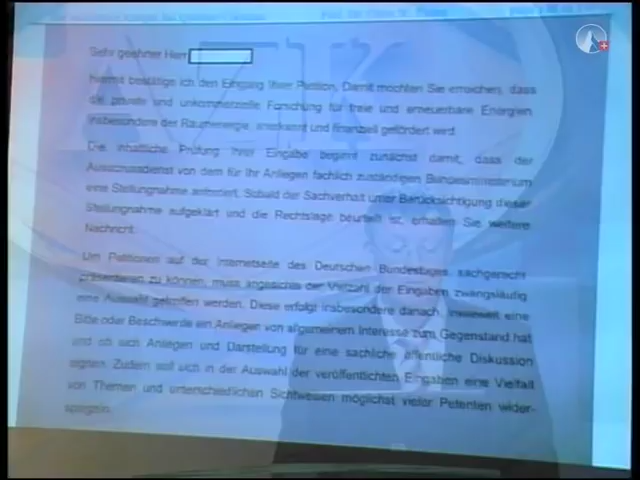 AZK
Sehr geehrter Herr
hiermit bestätige ich den Eingang Ihrer Petition. Damit möchten Sie erreichen, dass
die private und unkommerzielle Forschung für freie und erneuerbare Energien
insbesondere der Raumenergie, anerkannt und finanziell gefördert wird.
Die inhaltliche Prüfung Ihrer Eingabe beginnt zunächst damit, dass der
Ausschussdienst von dem für Ihr Anliegen fachlich zuständigen Bundesministerium
eine Stellungnahme anfordert. Sobald der Sachverhalt unter Berücksichtigung dieser
Stellungnahme aufgeklärt und die Rechtslage beurteilt ist, erhalten Sie weitere
Nachricht.
Um Petitionen auf der Internetseite des Deutschen Bundestages sachgerecht
präsentieren zu können, muss angesichts der Vielzahl der Eingaben zwangsläufig
eine Auswahl getroffen werden. Diese erfolgt insbesondere danach, inwieweit eine
Bitte oder Beschwerde ein Anliegen von allgemeinem Interesse zum Gegenstand hat
und ob sich Anliegen und Darstellung für eine sachliche öffentliche Diskussion
eignen. Zudem soll sich in der Auswahl der veröffentlichten Eingaben eine Vielfalt
von Themen und unterschiedlichen Sichtweisen möglichst vieler Petenten wider-
spiegeln.